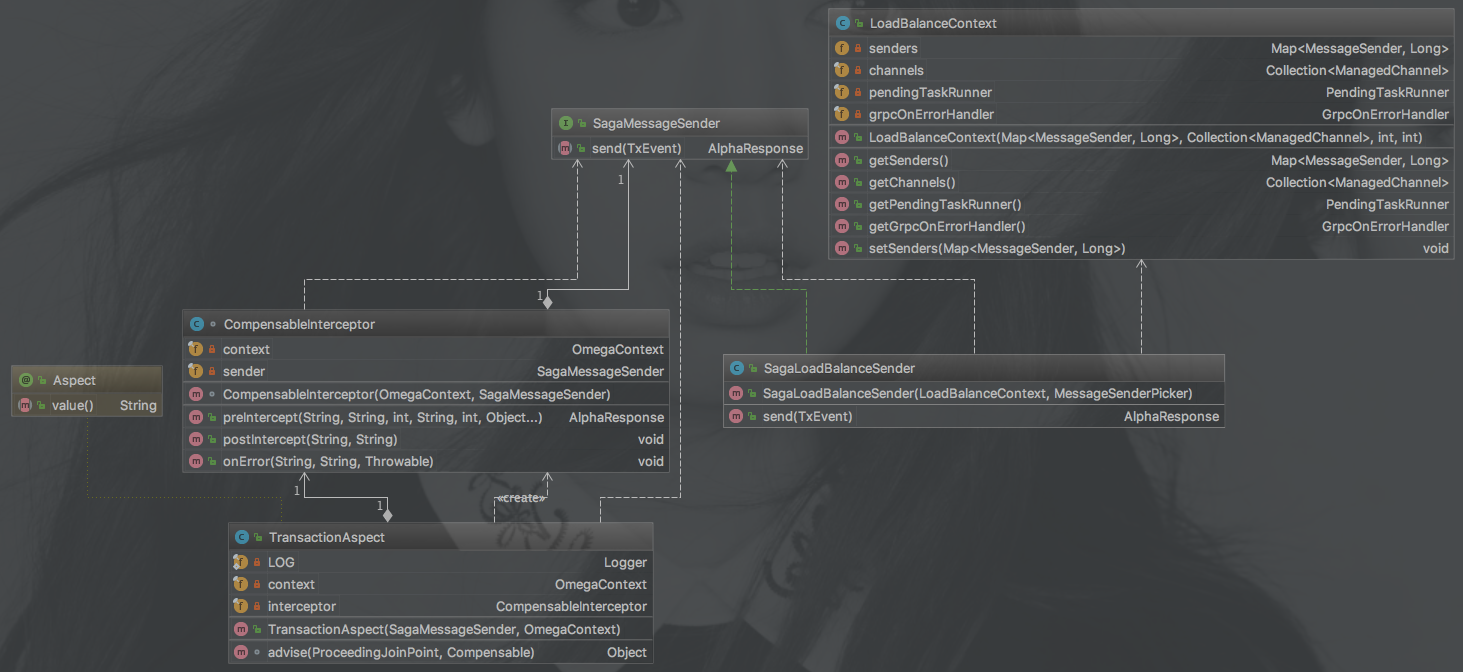 LoadBalanceContext
senders Map<MessageSender, Long>
channels Collection<ManagedChannel>
pendingTaskRunner PendingTaskRunner
grpcOnErrorHandler GrpcOnErrorHandler
LoadBalanceContext(Map<MessageSender, Long>, Collection<ManagedChannel>, int, int)
getSenders() Map<MessageSender, Long>
getChannels() Collection<ManagedChannel>
getPendingTaskRunner() PendingTaskRunner
getGrpcOnErrorHandler() GrpcOnErrorHandler
setSenders(Map<MessageSender, Long>) void
SagaMessageSender
send(TxEvent) AlphaResponse
1
1
CompensableInterceptor
context OmegaContext
sender SagaMessageSender
CompensableInterceptor(OmegaContext, SagaMessageSender)
preIntercept(String, String, int, String, int, Object...) AlphaResponse
postIntercept(String, String) void
onError(String, String, Throwable) void
Aspect
value() String
SagaLoadBalanceSender
SagaLoadBalanceSender(LoadBalanceContext, MessageSenderPicker)
send(TxEvent) AlphaResponse
1
1
«create»
TransactionAspect
LOG Logger
context OmegaContext
interceptor CompensableInterceptor
TransactionAspect(SagaMessageSender, OmegaContext)
advise(ProceedingJoinPoint, Compensable) Object